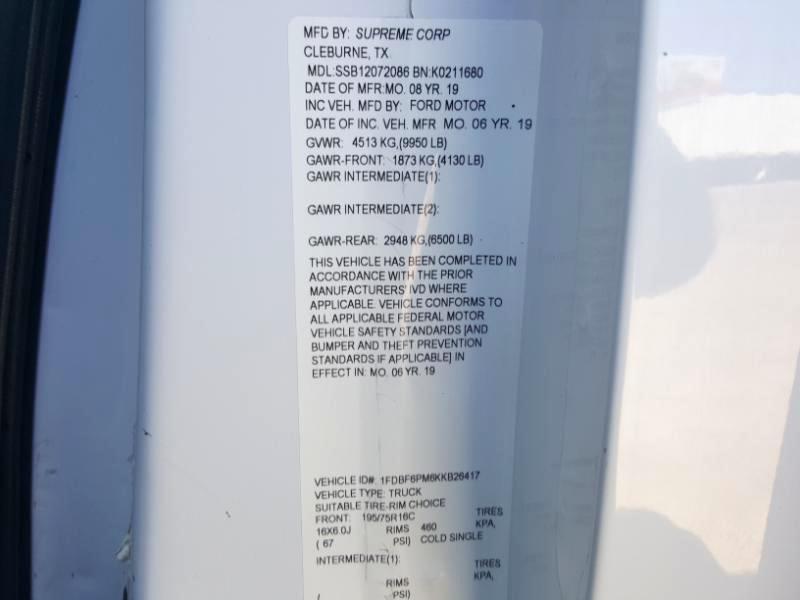 MFD BY: SUPREME CORP
CLEBURNE, TX
MDL:SSB12072086 BN:K0211680
DATE OF MFR:MO. 08 YR. 19
INC VEH. MFD BY: FORD MOTOR
DATE OF INC. VEH. MFR MO. 06 YR. 19
GVWR: 4513 KG,(9950 LB)
GAWR-FRONT: 1873 KG,(4130 LB)
GAWR INTERMEDIATE(1):
GAWR INTERMEDIATE(2):
GAWR-REAR: 2948 KG,(6500 LB)
THIS VEHICLE HAS BEEN COMPLETED IN
ACCORDANCE WITH THE PRIOR
MANUFACTURERS' IVD WHERE
APPLICABLE. VEHICLE CONFORMS TO
ALL APPLICABLE FEDERAL MOTOR
VEHICLE SAFETY STANDARDS [AND
BUMPER AND THEFT PREVENTION
STANDARDS IF APPLICABLE] IN
EFFECT IN: MO. 06 YR. 19
VEHICLE ID#: 1FDBF6PM6KKB26417
VEHICLE TYPE: TRUCK
SUITABLE TIRE-RIM CHOICE
FRONT: 195/75R16C TIRES
16X6.0J RIMS 460 KPA,
( 67 PSI) COLD SINGLE
INTERMEDIATE(1): TIRES
RIMS KPA,
( PSI)